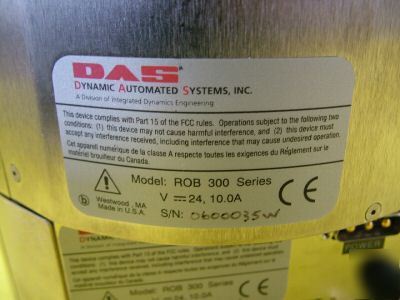 DAS
DYNAMIC AUTOMATED SYSTEMS, INC.
A Division of Integrated Dynamics Engineering
This device complies with Part 15 of the FCC rules. Operations subject to the following two
conditions: (1). this device may not cause harmful interference, and (2) this device must
accept any interference received, including interference that may cause undesired operation.
Cet appareil numérique de la classe A respecte toutes les exigences du Règlement sur le
matériel brouilleur du Canada.
Model: ROB 300 Series
V 24, 10.0A
Westwood, MA
Made in U.S.A.
S/N: 0600035W
CE
POWER
DAS
DYNAMIC